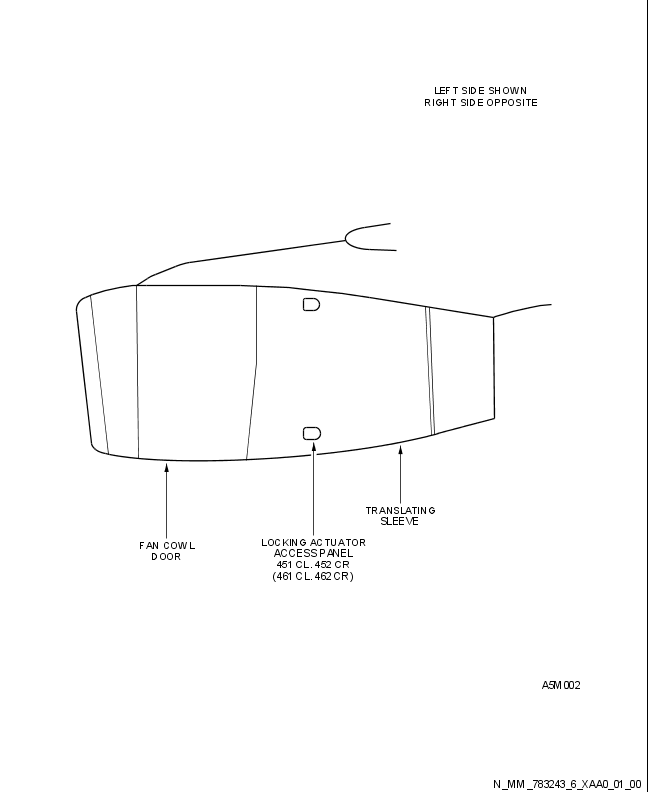 LEFT SIDE SHOWN
RIGHT SIDE OPPOSITE
TRANSLATING
SLEEVE
FAN COWL
DOOR
LOCKING ACTUATOR
ACCESS PANEL
451 CL. 452 CR
(461 CL. 462 CR)
A5M002
N_MM_783243_6_XAA0_01_00